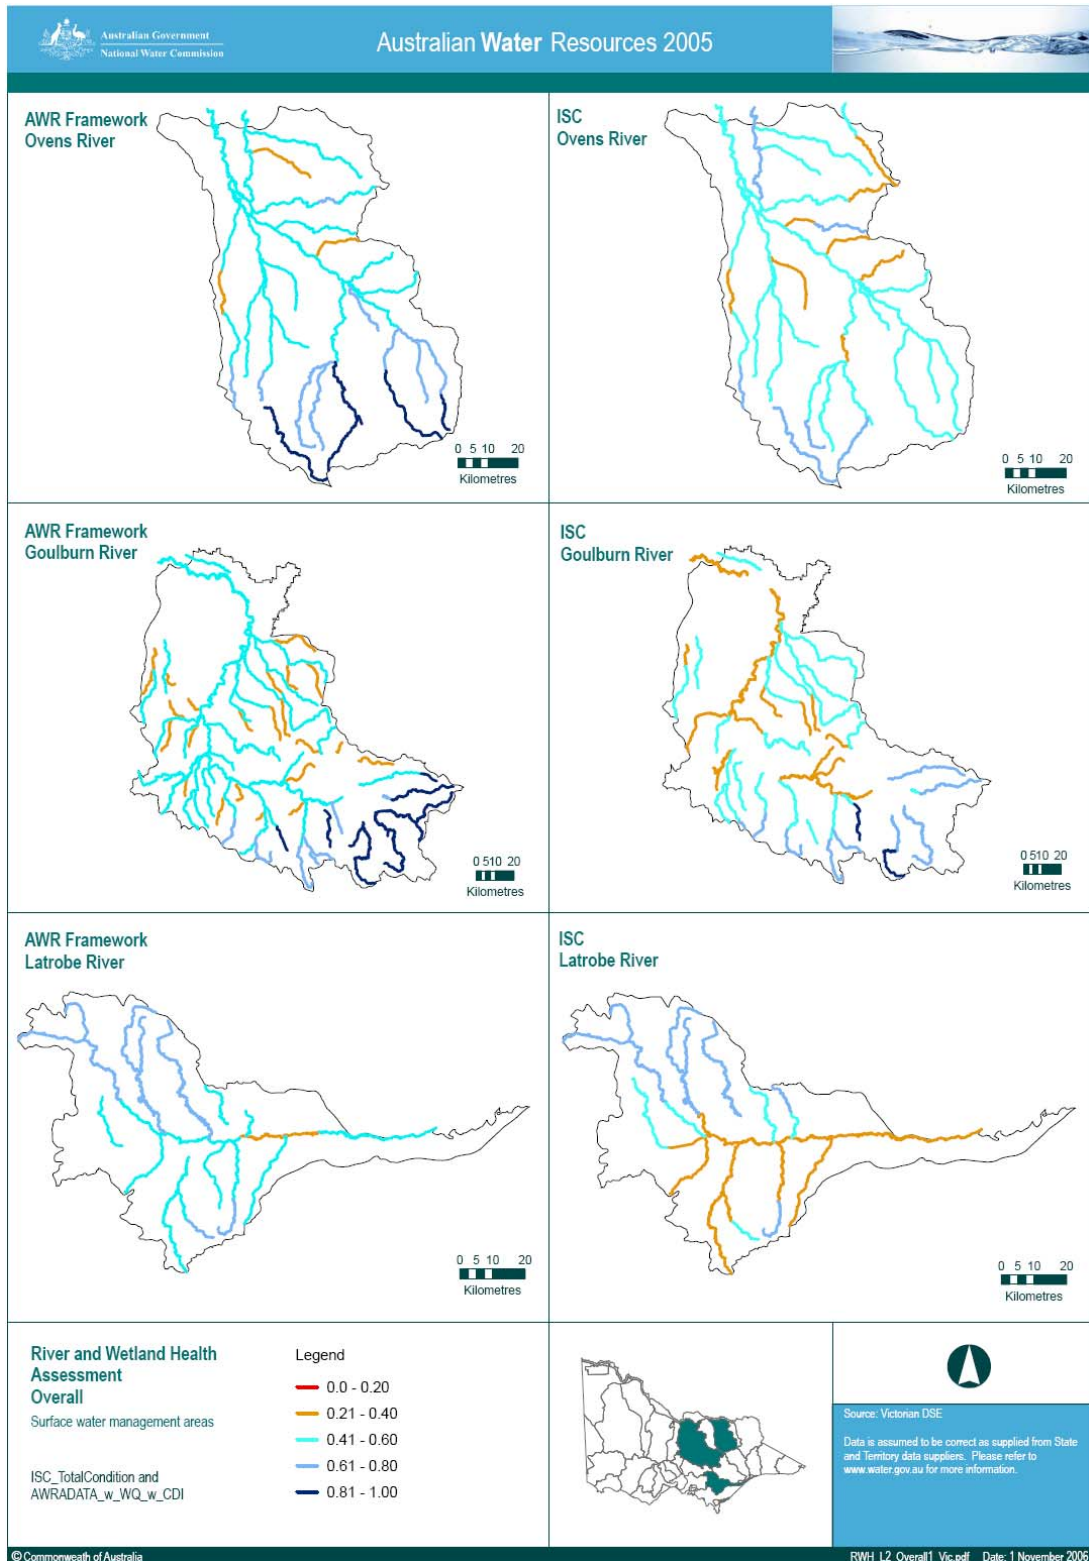 Australian Government
National Water Commission
Australian Water Resources 2005
AWR Framework
Ovens River
0 5 10 20
Kilometres
ISC
Ovens River
0 5 10 20
Kilometres
AWR Framework
Goulburn River
0 510 20
Kilometres
ISC
Goulburn River
0 510 20
Kilometres
AWR Framework
Latrobe River
0 5 10 20
Kilometres
ISC
Latrobe River
0 5 10 20
Kilometres
River and Wetland Health
Assessment
Overall
Surface water management areas
ISC_TotalCondition and
AWRADATA_w_WQ_w_CDI
Legend
0.0 - 0.20
0.21 - 0.40
0.41 - 0.60
0.61 - 0.80
0.81 - 1.00
Source: Victorian DSE
Data is assumed to be correct as supplied from State
and Territory data suppliers. Please refer to
www.water.gov.au for more information.
© Commonweath of Australia
RWH_L2_Overall1_Vic.pdf Date: 1 November 2006